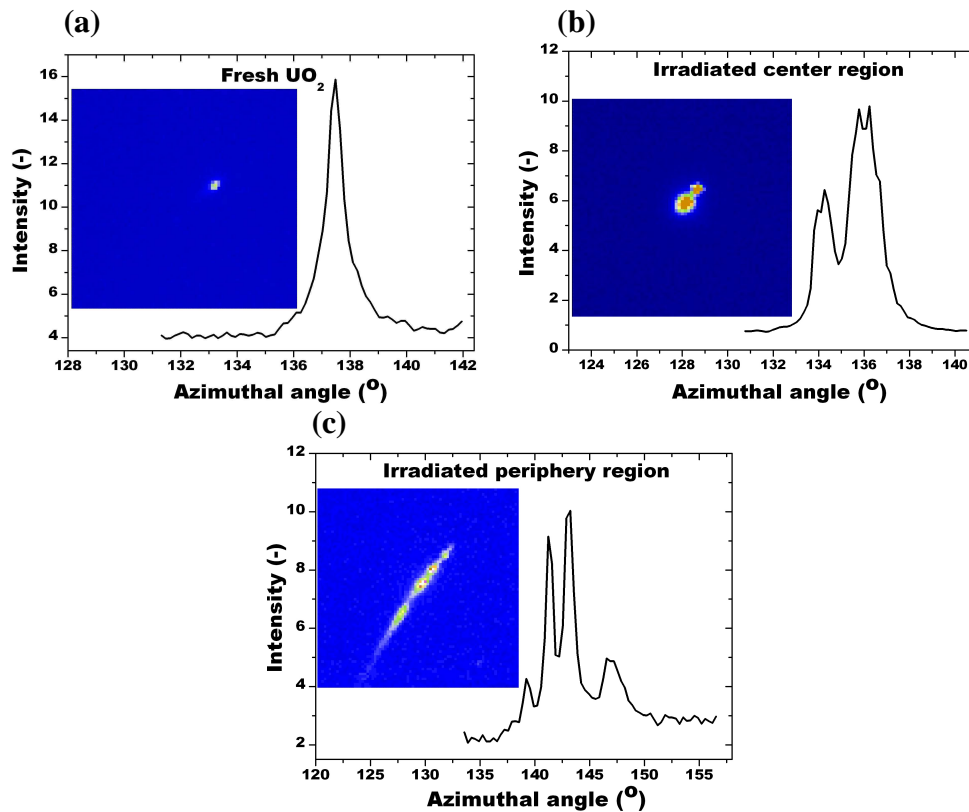 (a)
Fresh UO2
16
14
12
10
8
6
4
Intensity (-)
128 130 132 134 136 138 140 142
Azimuthal angle (o)
(b)
Irradiated center region
12
10
8
6
4
2
0
Intensity (-)
124 126 128 130 132 134 136 138 140
Azimuthal angle (o)
(c)
Irradiated periphery region
12
10
8
6
4
2
Intensity (-)
120 125 130 135 140 145 150 155
Azimuthal angle (o)